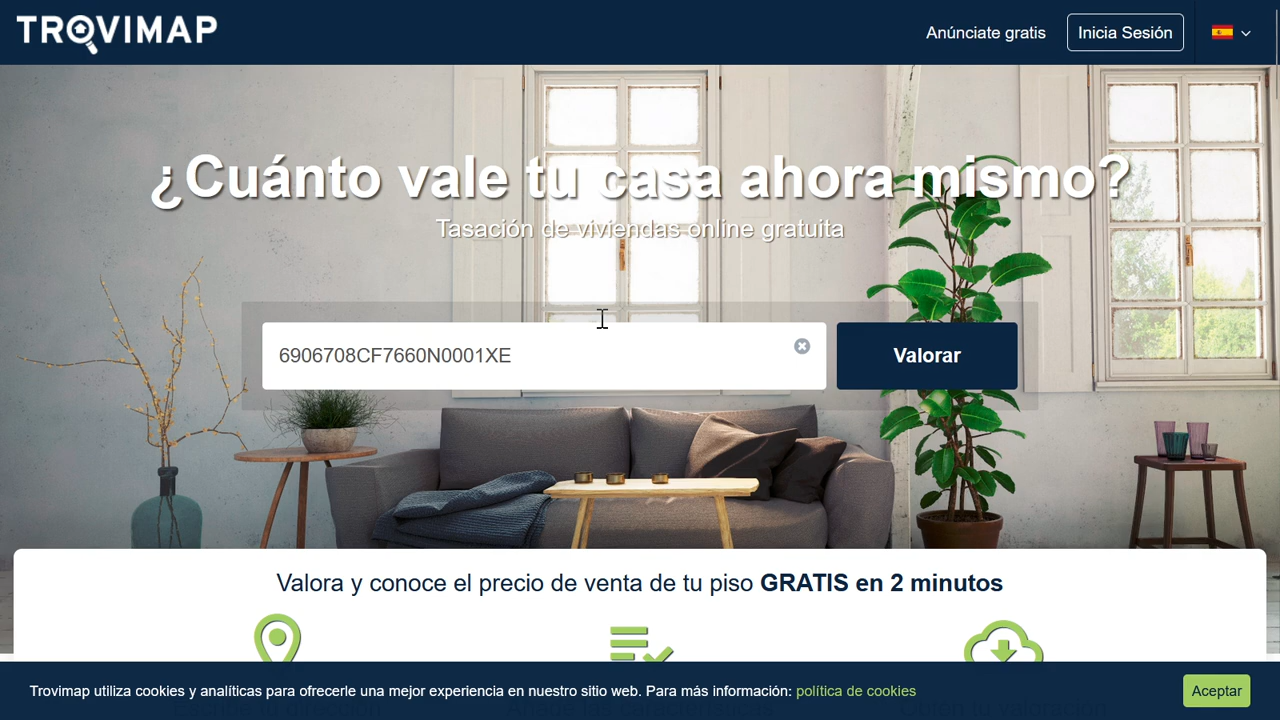 TROVIMAP
Anúnciate gratis
Inicia Sesión
¿Cuánto vale tu casa ahora mismo?
Tasación de viviendas online gratuita
6906708CF7660N0001XE
Valorar
Valora y conoce el precio de venta de tu piso GRATIS en 2 minutos
Trovimap utiliza cookies y analíticas para ofrecerle una mejor experiencia en nuestro sitio web. Para más información: política de cookies
Aceptar